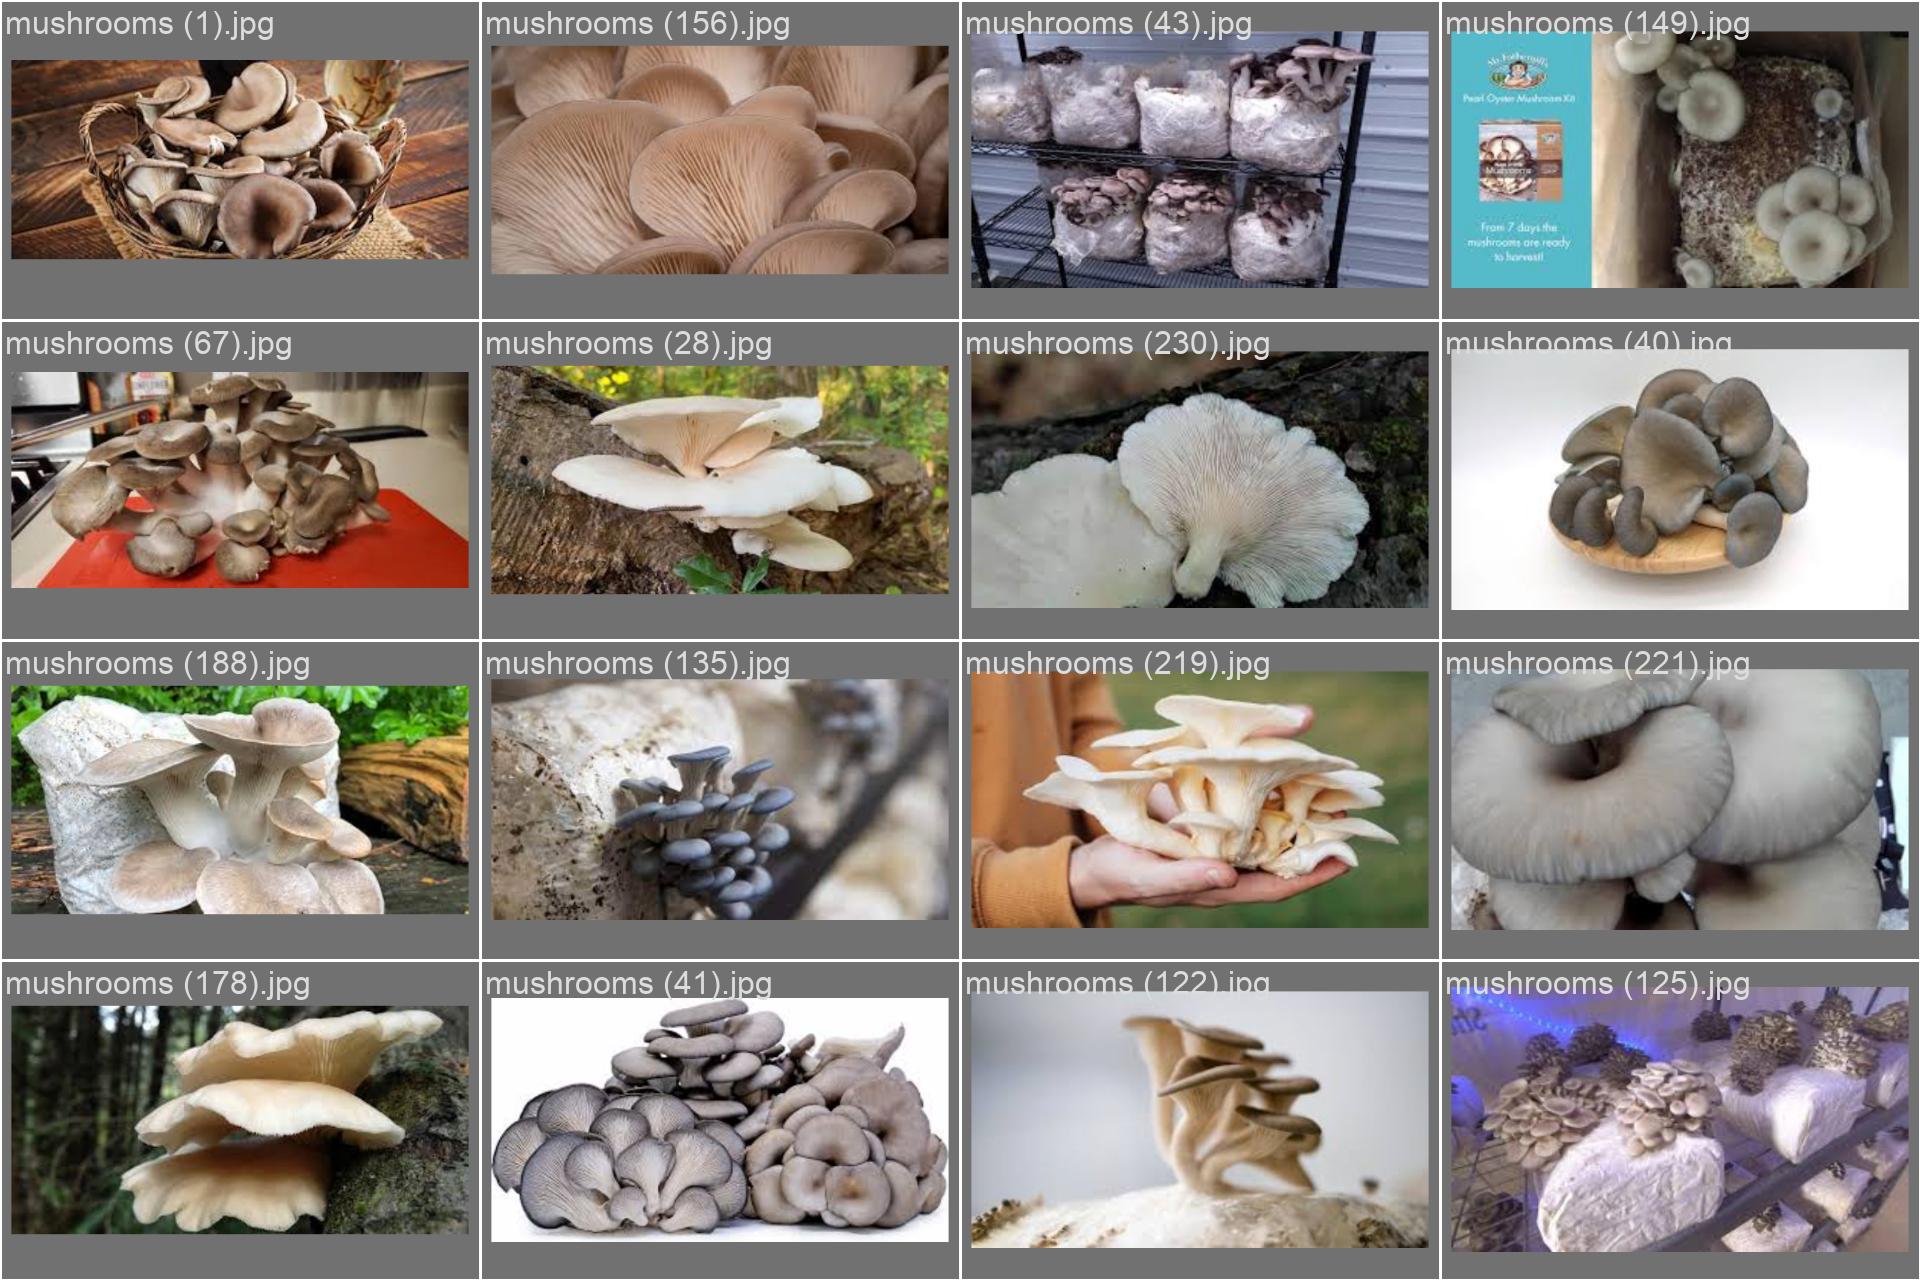 mushrooms (1).jpg
mushrooms (156).jpg
mushrooms (43).jpg
mushrooms (149).jpg
Mr. Fothergill's
Pearl Oyster Mushroom Kit
Mushrooms
From 7 days the
mushrooms are ready
to harvest!
mushrooms (67).jpg
mushrooms (28).jpg
mushrooms (230).jpg
mushrooms (40).jpg
mushrooms (188).jpg
mushrooms (135).jpg
mushrooms (219).jpg
mushrooms (221).jpg
mushrooms (178).jpg
mushrooms (41).jpg
mushrooms (122).jpg
mushrooms (125).jpg